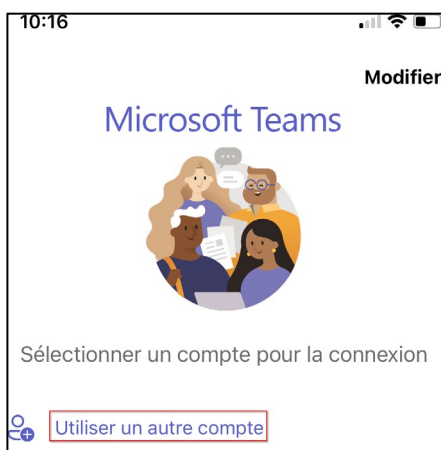 10:16
Modifier
Microsoft Teams
Sélectionner un compte pour la connexion
Utiliser un autre compte